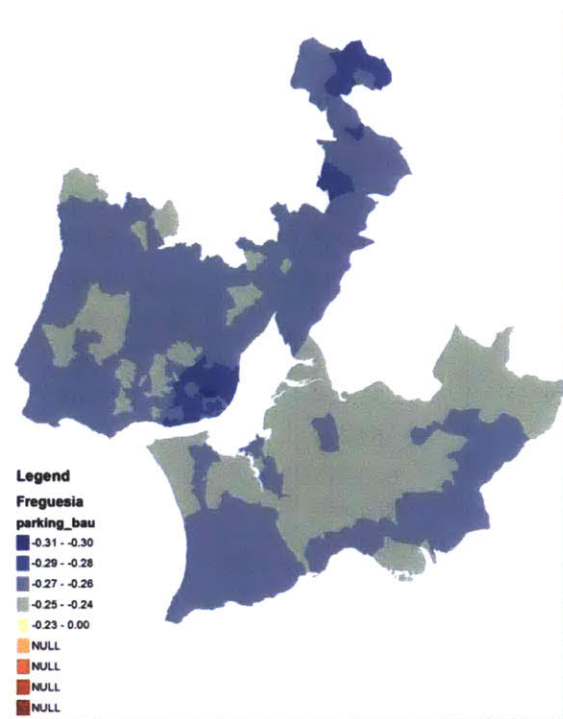 Legend
Freguesia
parking_bau
-0.31 - -0.30
-0.29 - -0.28
-0.27 - -0.26
-0.25 - -0.24
-0.23 - 0.00
NULL
NULL
NULL
NULL